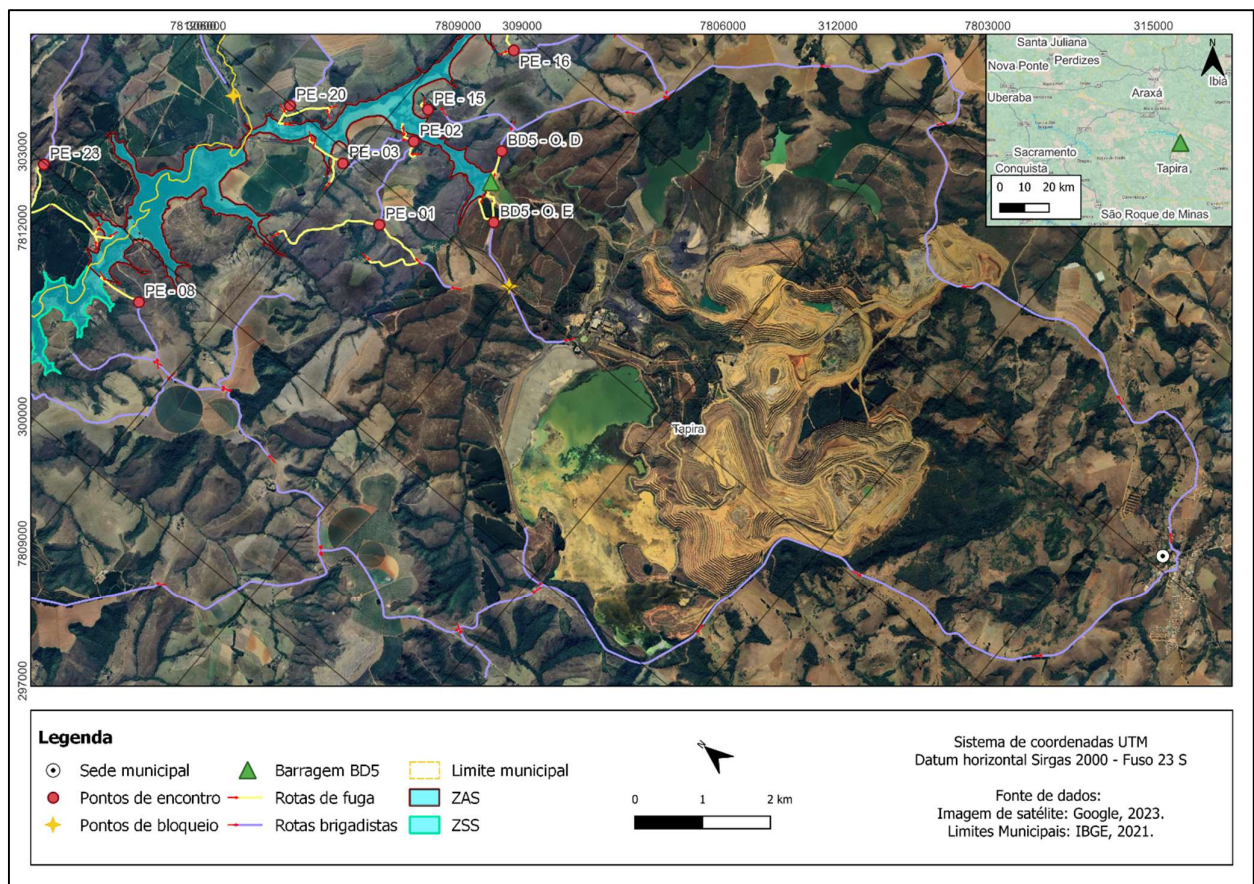 309000
7806000
312000
7803000
315000
7809000
Santa Juliana
Perdizes
Nova Ponte
Ibiá
Uberaba
Araxá
Sacramento
Conquista
Tapira
0 10 20 km
São Roque de Minas
N
PE - 16
PE - 20
PE - 15
PE-02
BD5 - O. D
PE - 03
PE - 23
BD5 - O. E
PE - 01
PE - 08
Tapira
303000
7812000
300000
7809000
297000
Legenda
Sede municipal
Pontos de encontro
Pontos de bloqueio
Barragem BD5
Rotas de fuga
Rotas brigadistas
Limite municipal
ZAS
ZSS
N
0 1 2 km
Sistema de coordenadas UTM
Datum horizontal Sirgas 2000 - Fuso 23 S
Fonte de dados:
Imagem de satélite: Google, 2023.
Limites Municipais: IBGE, 2021.